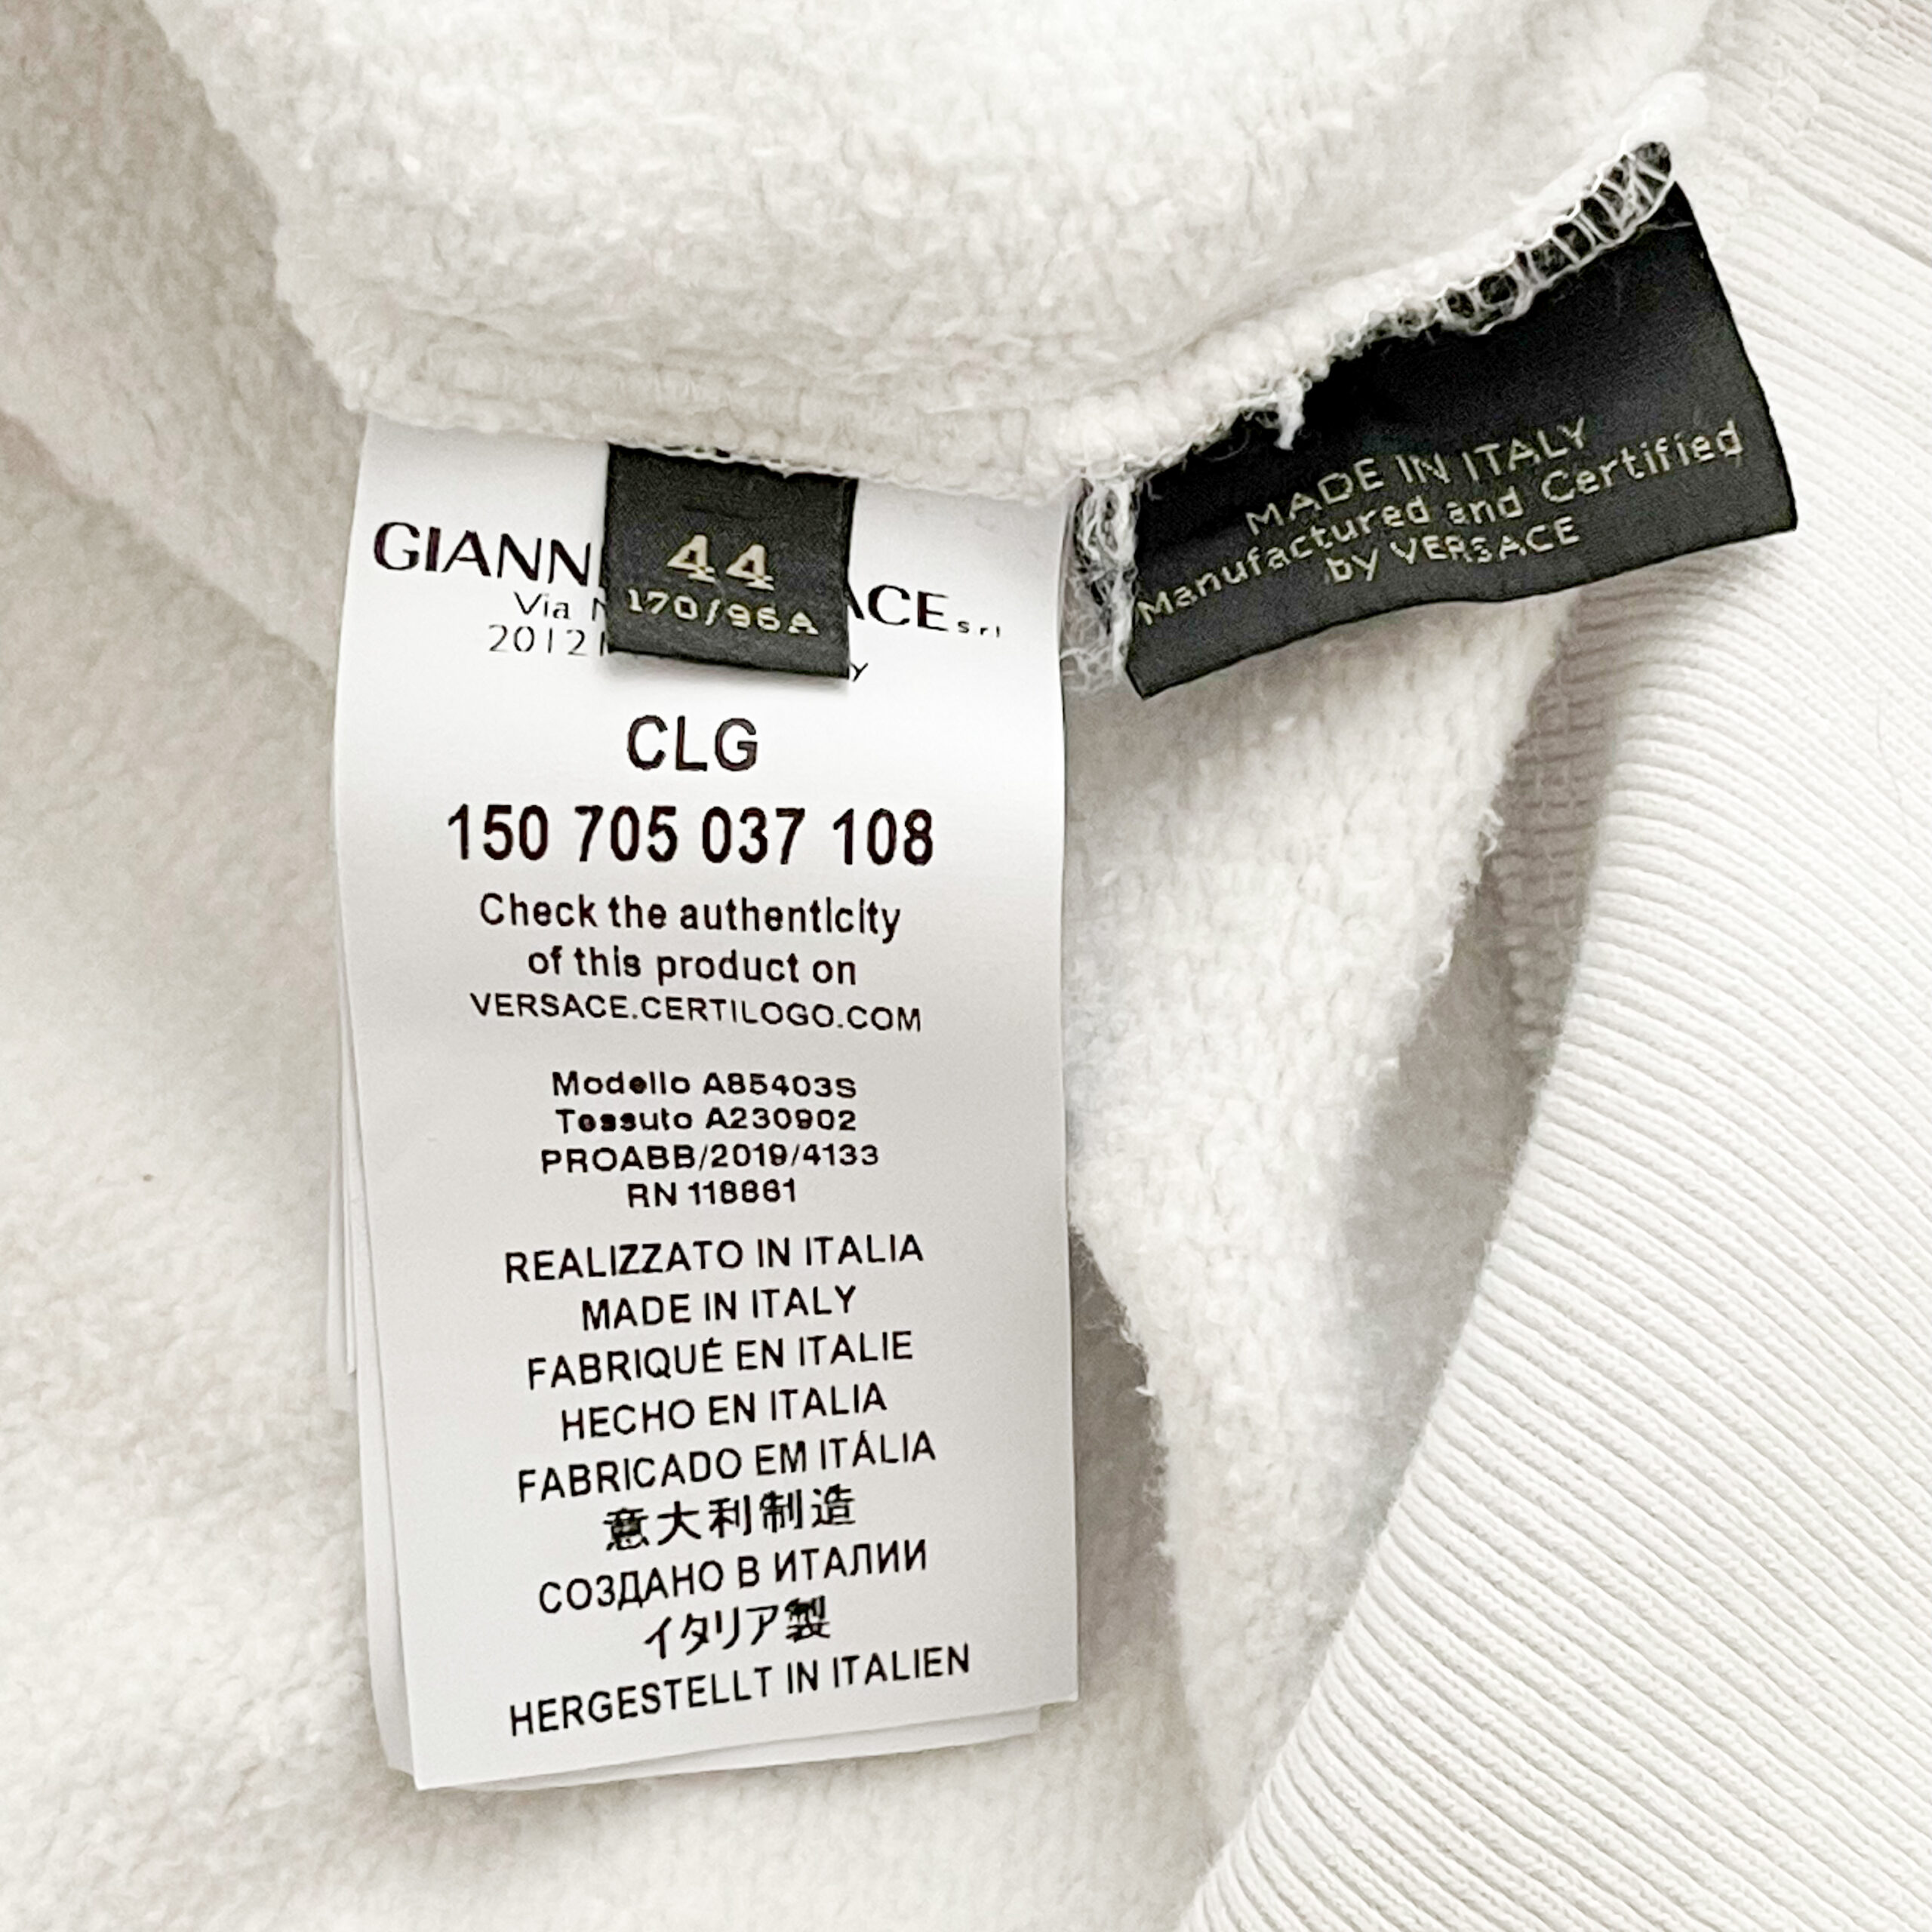 44
170/96A
MADE IN ITALY
Manufactured and Certified
by VERSACE
GIANN ACE s.r.l
Via
2012
CLG
150 705 037 108
Check the authenticity
of this product on
VERSACE.CERTILOGO.COM
Modello A85403S
Tessuto A230902
PROABB/2019/4133
RN 118861
REALIZZATO IN ITALIA
MADE IN ITALY
FABRIQUÉ EN ITALIE
HECHO EN ITALIA
FABRICADO EM ITÁLIA
意大利制造
СОЗДАНО В ИТАЛИИ
イタリア製
HERGESTELLT IN ITALIEN